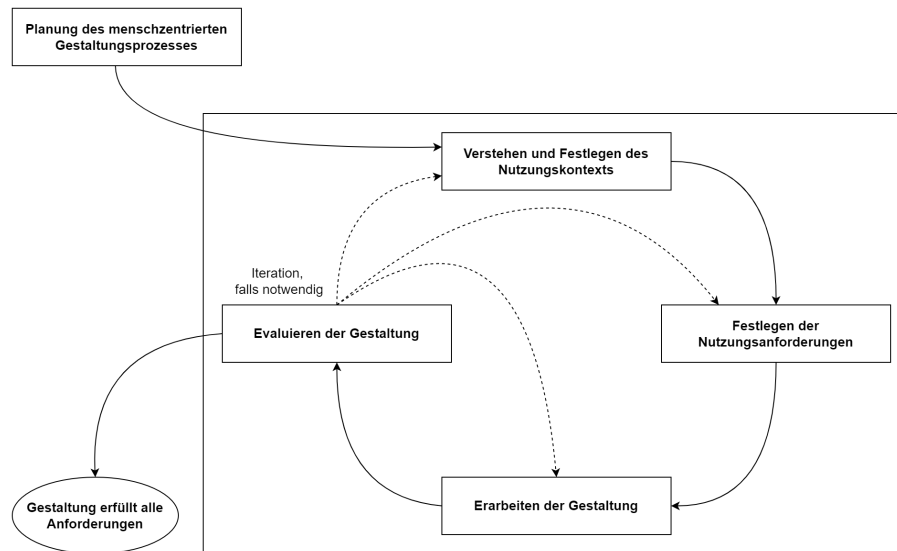 Planung des menschzentrierten
Gestaltungsprozesses
Verstehen und Festlegen des
Nutzungskontexts
Iteration,
falls notwendig
Evaluieren der Gestaltung
Festlegen der
Nutzungsanforderungen
Erarbeiten der Gestaltung
Gestaltung erfüllt alle
Anforderungen